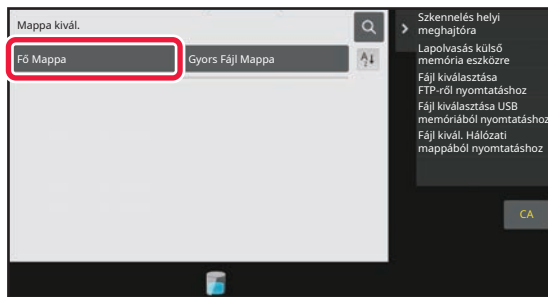 Mappa kivál.
Fő Mappa
Gyors Fájl Mappa
Szkennelés helyi
meghajtóra
Lapolvasás külső
memória eszközre
Fájl kiválasztása
FTP-ről nyomtatáshoz
Fájl kiválasztása USB
memóriából nyomtatáshoz
Fájl kivál. Hálózati
mappából nyomtatáshoz
CA